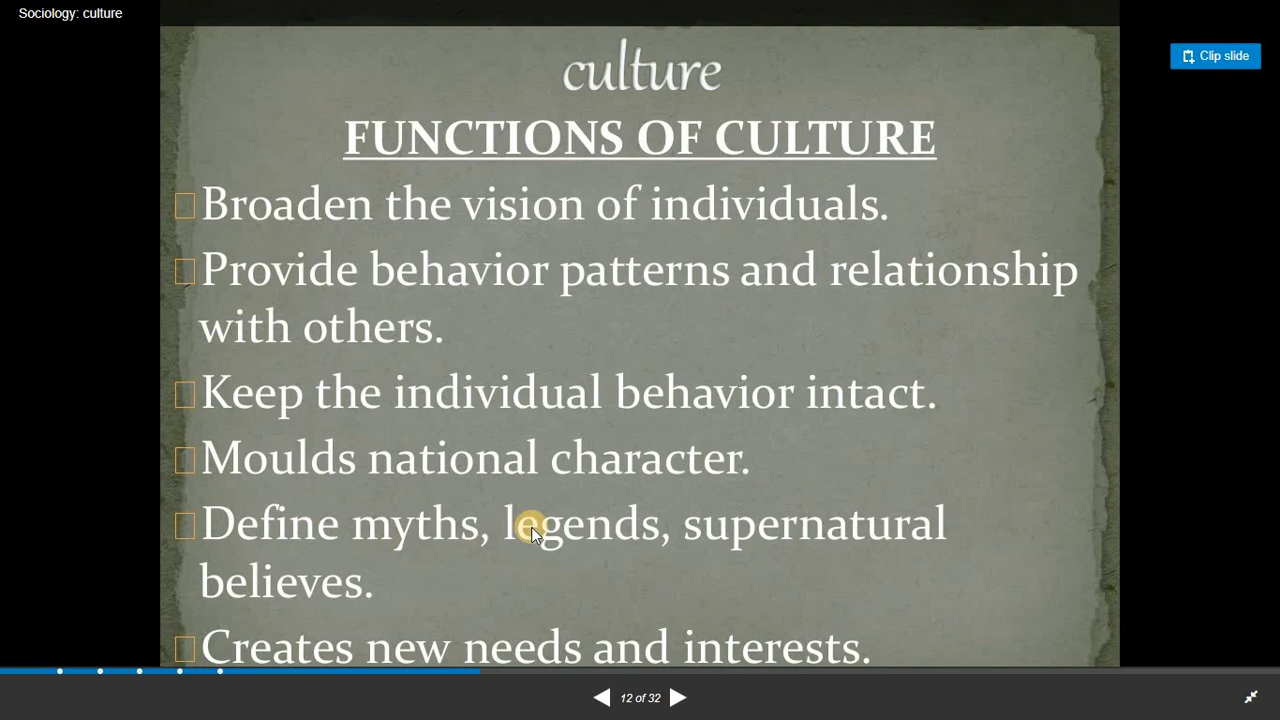 Sociology: culture
Clip slide
culture
FUNCTIONS OF CULTURE
Broaden the vision of individuals.
Provide behavior patterns and relationship
with others.
Keep the individual behavior intact.
Moulds national character.
Define myths, legends, supernatural
believes.
Creates new needs and interests.
12 of 32